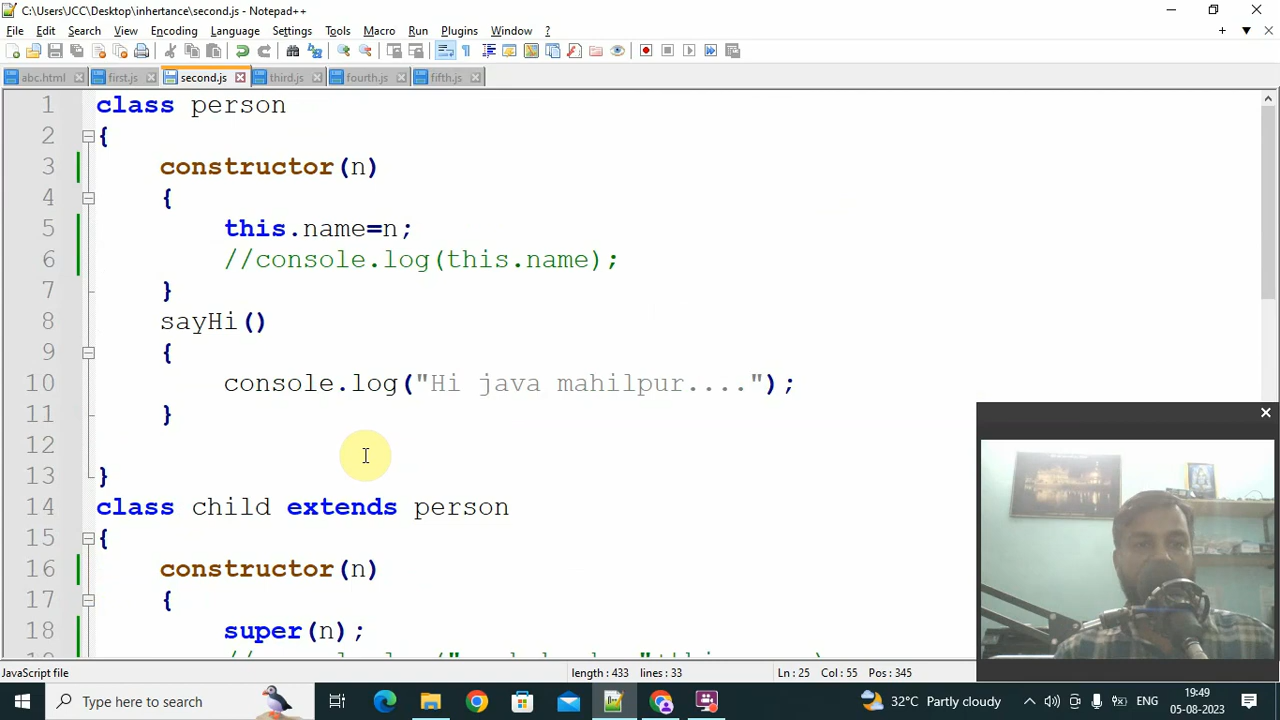 C:\Users\JCC\Desktop\inhertance\second.js - Notepad++
File Edit Search View Encoding Language Settings Tools Macro Run Plugins Window ?
abc.html first.js second.js third.js fourth.js fifth.js
1 class person
2 {
3 constructor(n)
4 {
5 this.name=n;
6 //console.log(this.name);
7 }
8 sayHi()
9 {
10 console.log("Hi java mahilpur....");
11 }
12
13 }
14 class child extends person
15 {
16 constructor(n)
17 {
18 super(n);
JavaScript file length : 433 lines : 33 Ln : 25 Col : 55 Pos : 345
Type here to search 32°C Partly cloudy ENG 19:49
05-08-2023